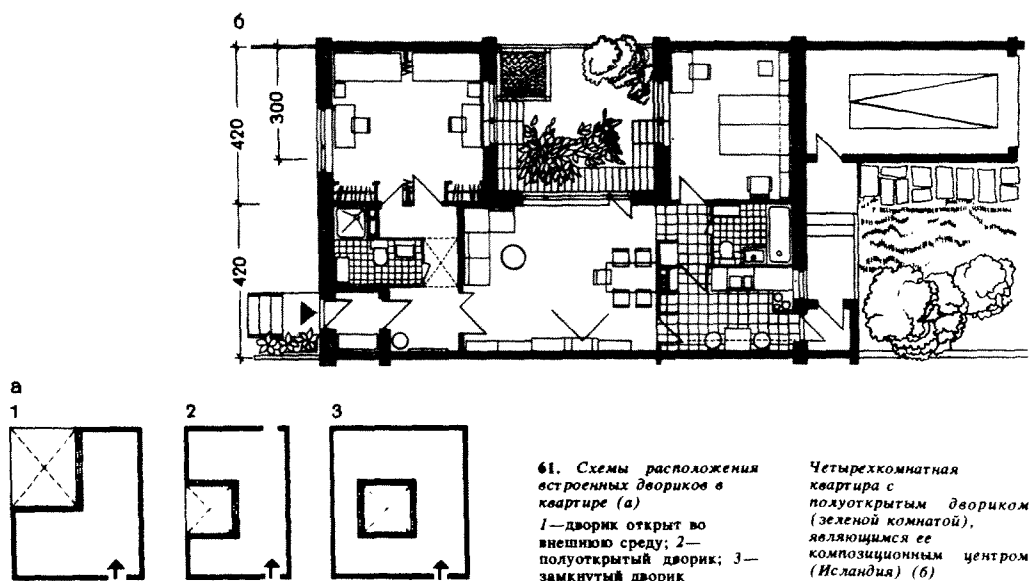 б
420
300
420
а
1
2
3
61. Схемы расположения
встроенных двориков в
квартире (а)
1—дворик открыт во
внешнюю среду; 2—
полуоткрытый дворик; 3—
замкнутый дворик
Четырехкомнатная
квартира с
полуоткрытым двориком
(зеленой комнатой),
являющимся ее
композиционным центром
(Исландия) (б)